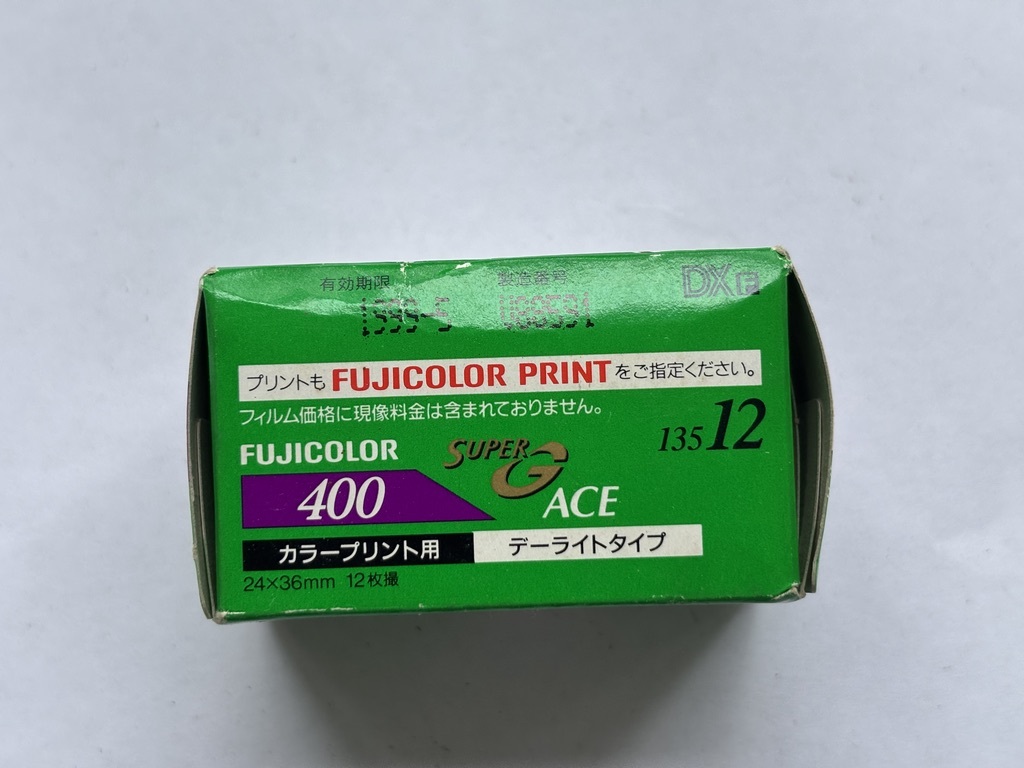 有効期限 製造番号 DX
1999-5
プリントも FUJICOLOR PRINT をご指定ください。
フィルム価格に現像料金は含まれておりません。
135 12
FUJICOLOR SUPER G ACE
400
カラープリント用 デーライトタイプ
24×36mm 12枚撮